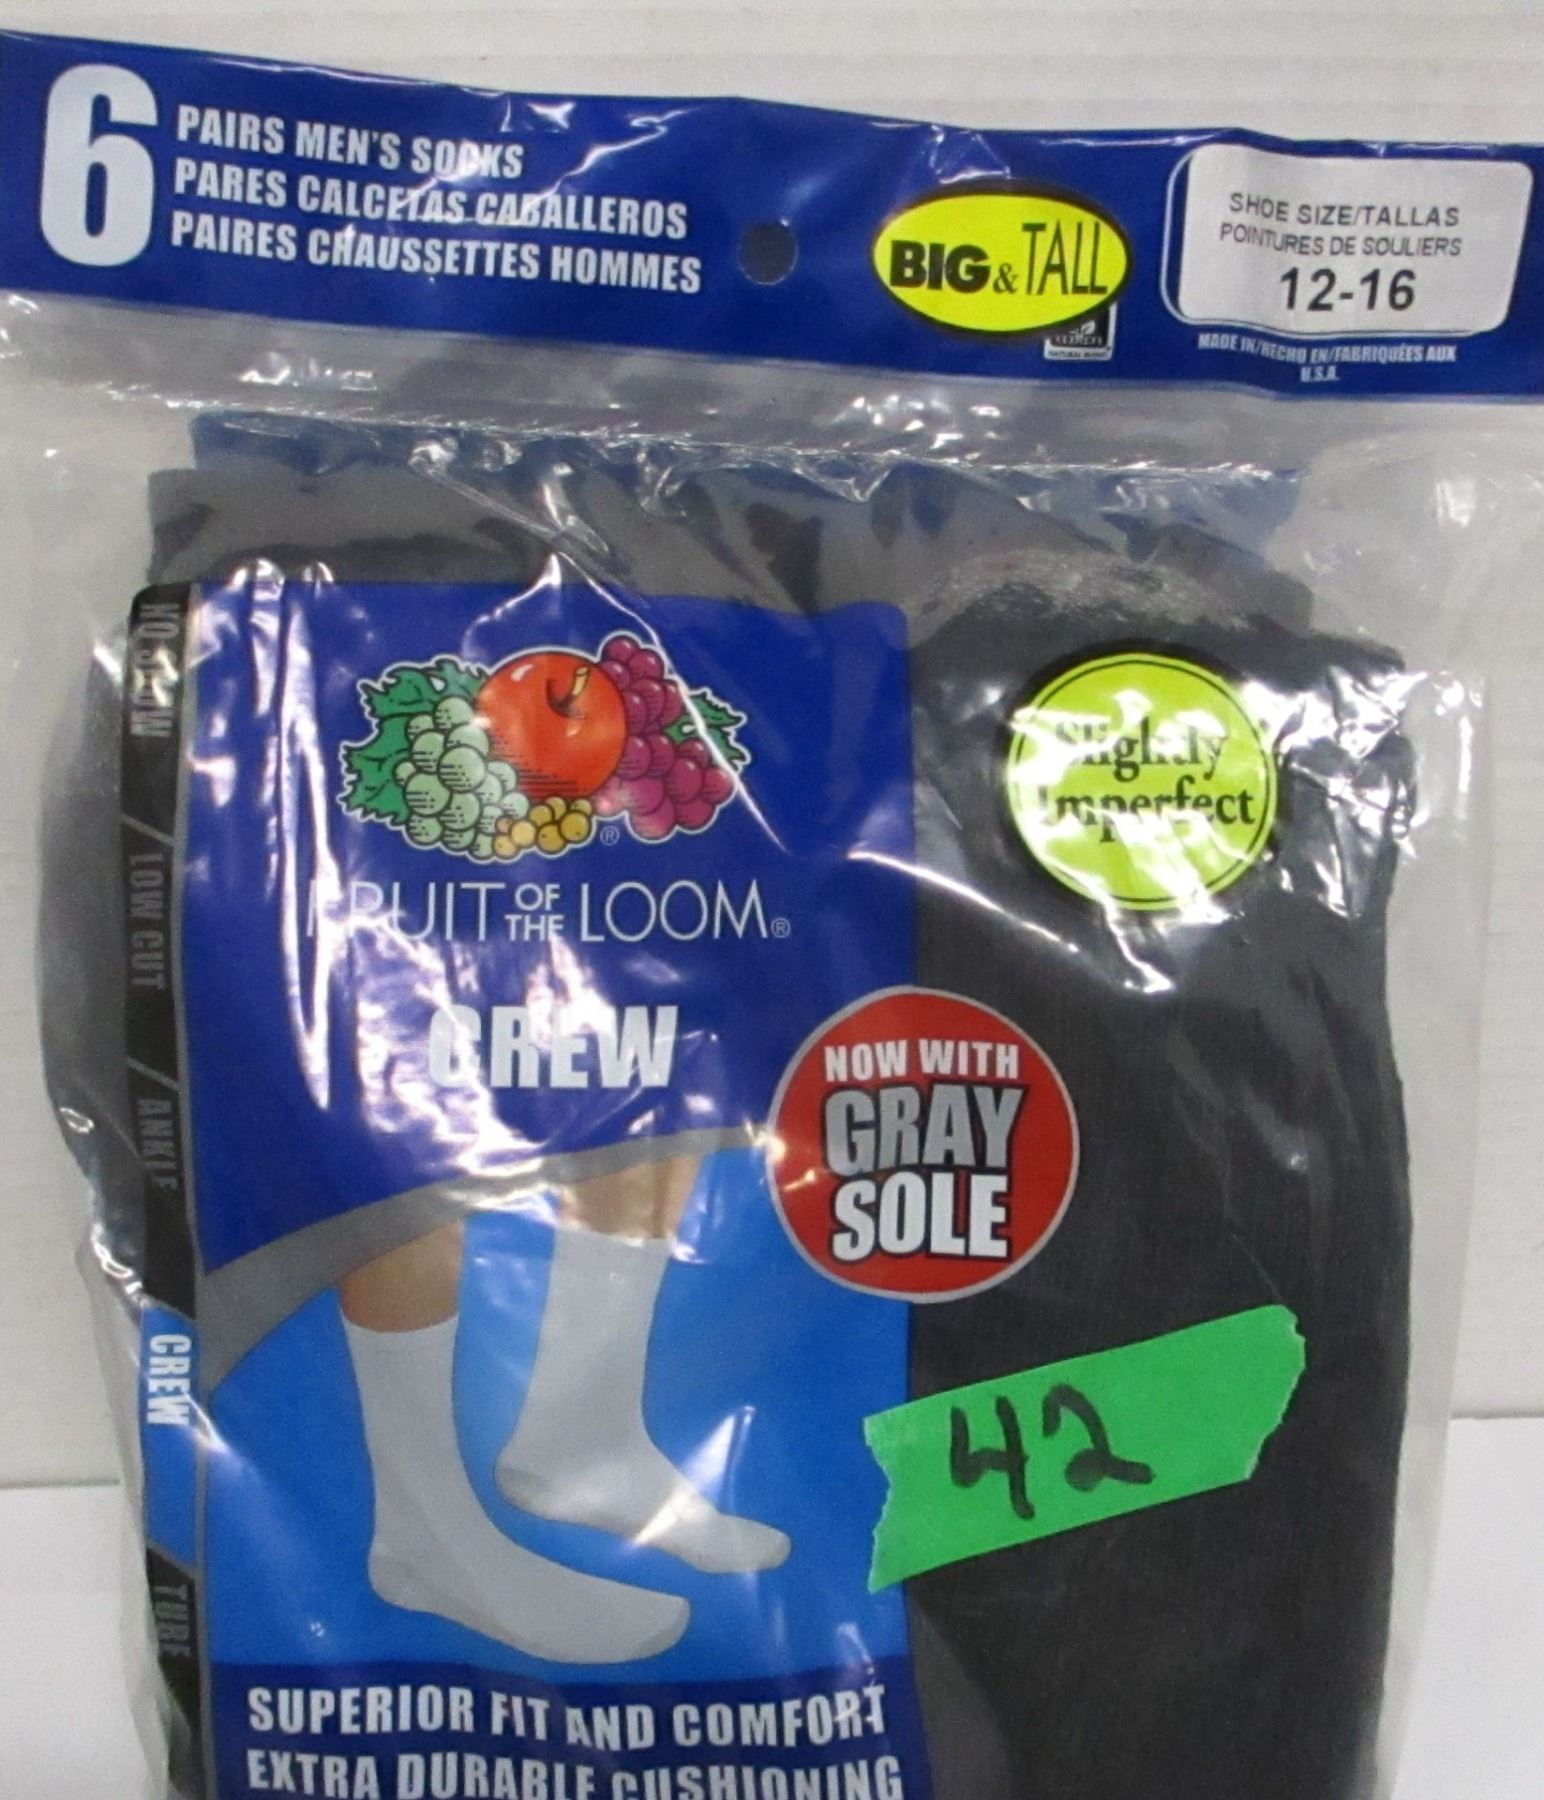 6
PAIRS MEN'S SOCKS
PARES CALCETAS CABALLEROS
PAIRES CHAUSSETTES HOMMES
BIG & TALL
SHOE SIZE/TALLAS
POINTURES DE SOULIERS
12-16
MADE IN/HECHO EN/FABRIQUÉES AUX
U.S.A.
NO SHOW
LOW CUT
ANKLE
CREW
TUBE
®
FRUIT OF THE LOOM®
CREW
Slightly
Imperfect
NOW WITH
GRAY
SOLE
42
SUPERIOR FIT AND COMFORT
EXTRA DURABLE CUSHIONING